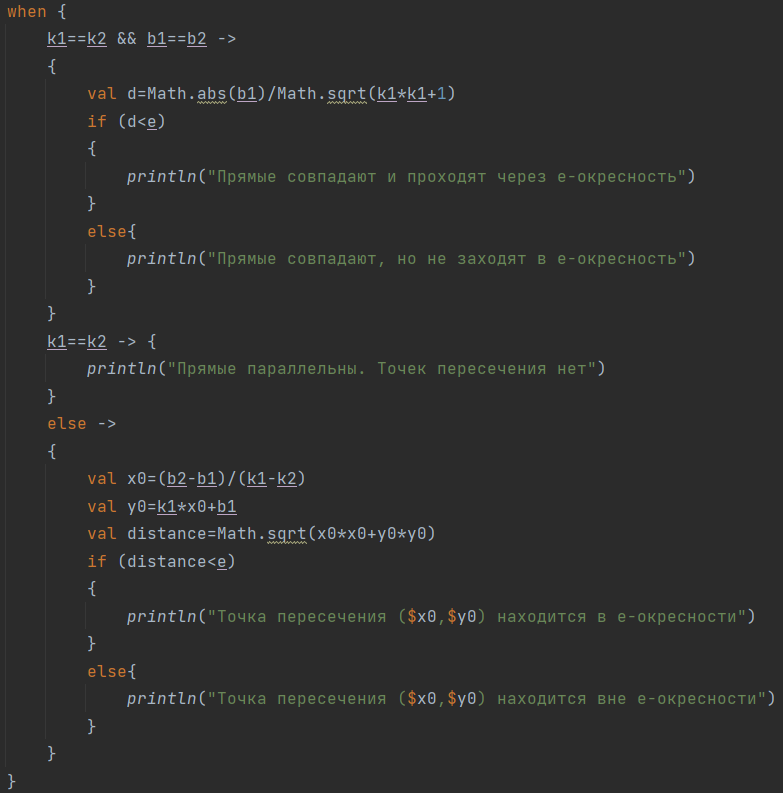 when {
    k1==k2 && b1==b2 ->
    {
        val d=Math.abs(b1)/Math.sqrt(k1*k1+1)
        if (d<e)
        {
            println("Прямые совпадают и проходят через е-окресность")
        }
        else{
            println("Прямые совпадают, но не заходят в е-окресность")
        }
    }
    k1==k2 -> {
        println("Прямые параллельны. Точек пересечения нет")
    }
    else ->
    {
        val x0=(b2-b1)/(k1-k2)
        val y0=k1*x0+b1
        val distance=Math.sqrt(x0*x0+y0*y0)
        if (distance<e)
        {
            println("Точка пересечения ($x0,$y0) находится в е-окресности")
        }
        else{
            println("Точка пересечения ($x0,$y0) находится вне е-окресности")
        }
    }
}